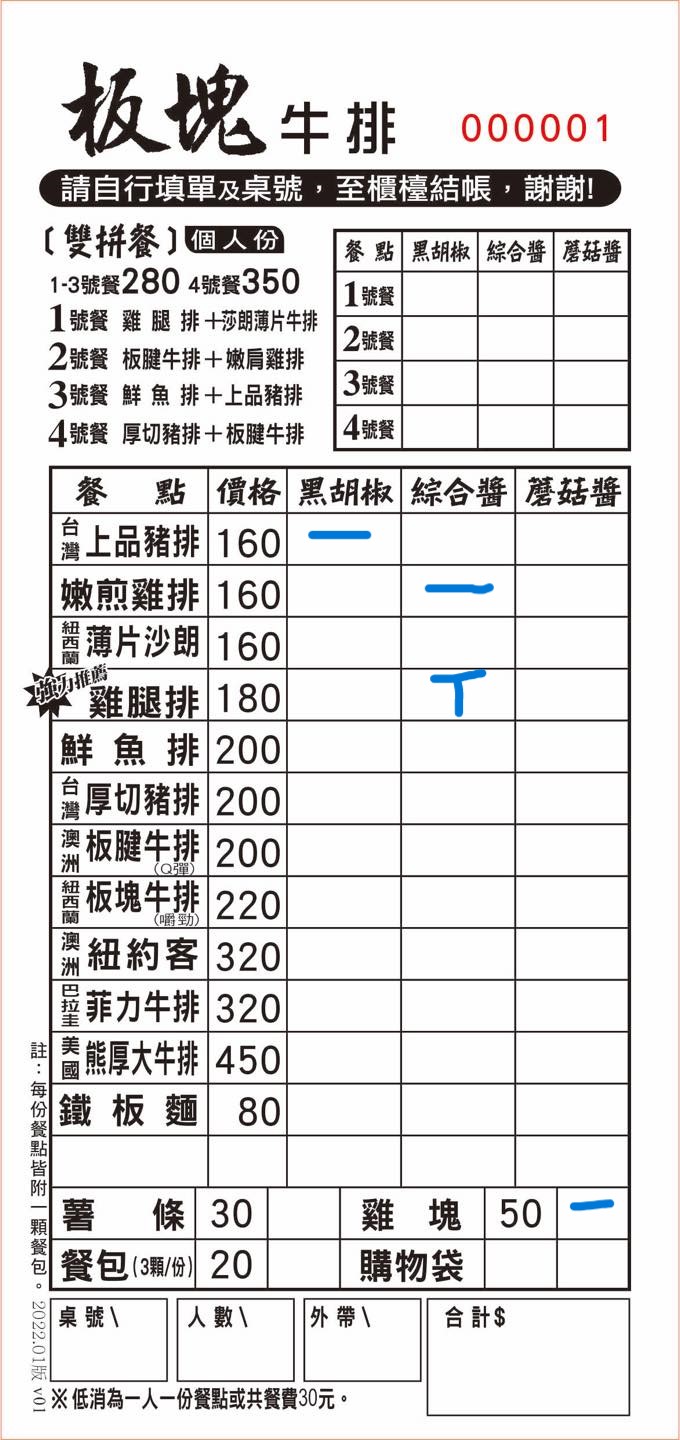 板塊牛排 000001
請自行填單及桌號，至櫃檯結帳，謝謝!
〔雙拼餐〕個人份
1-3號餐280 4號餐350
1號餐 雞腿排＋莎朗薄片牛排
2號餐 板腱牛排＋嫩肩雞排
3號餐 鮮魚排＋上品豬排
4號餐 厚切豬排＋板腱牛排
餐點 黑胡椒 綜合醬 蘑菇醬
1號餐
2號餐
3號餐
4號餐
餐點 價格 黑胡椒 綜合醬 蘑菇醬
台灣 上品豬排 160 一
嫩煎雞排 160 一
紐西蘭 薄片沙朗 160
強力推薦 雞腿排 180 丅
鮮魚排 200
台灣 厚切豬排 200
澳洲 板腱牛排(Q彈) 200
紐西蘭 板塊牛排(嚼勁) 220
澳洲 紐約客 320
巴拉圭 菲力牛排 320
美國 熊厚大牛排 450
鐵板麵 80
薯條 30 雞塊 50 一
餐包(3顆/份) 20 購物袋
桌號\ 人數\ 外帶\ 合計$
※低消為一人一份餐點或共餐費30元。
註：每份餐點皆附一顆餐包。 2022.01版 v01